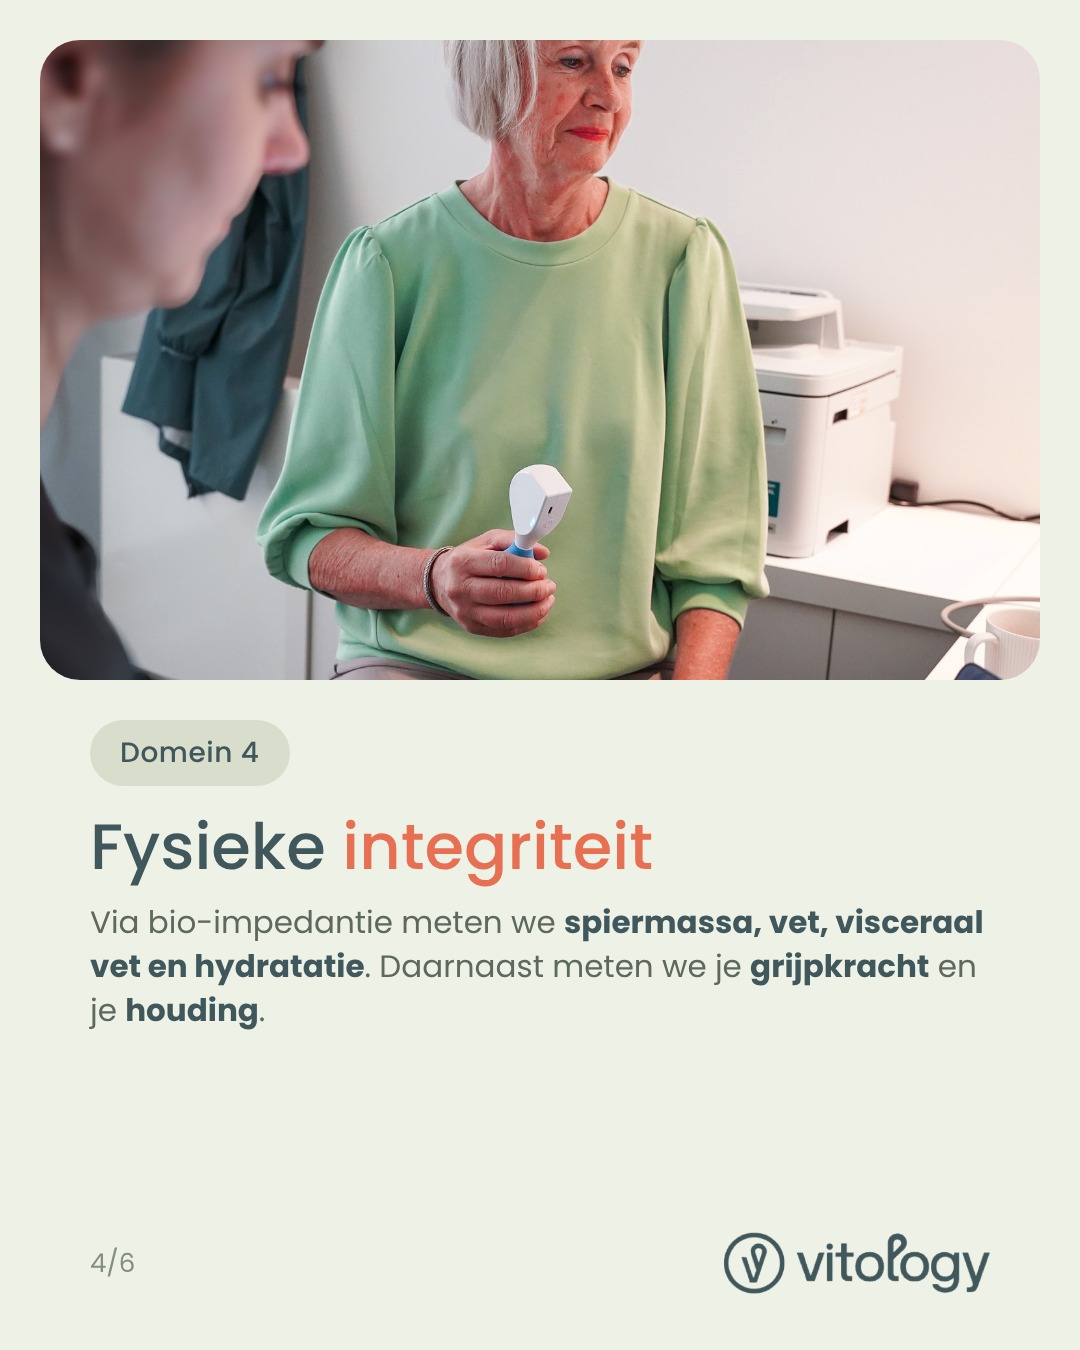 Domein 4
Fysieke integriteit
Via bio-impedantie meten we spiermassa, vet, visceraal
vet en hydratatie. Daarnaast meten we je grijpkracht en
je houding.
4/6
vitology